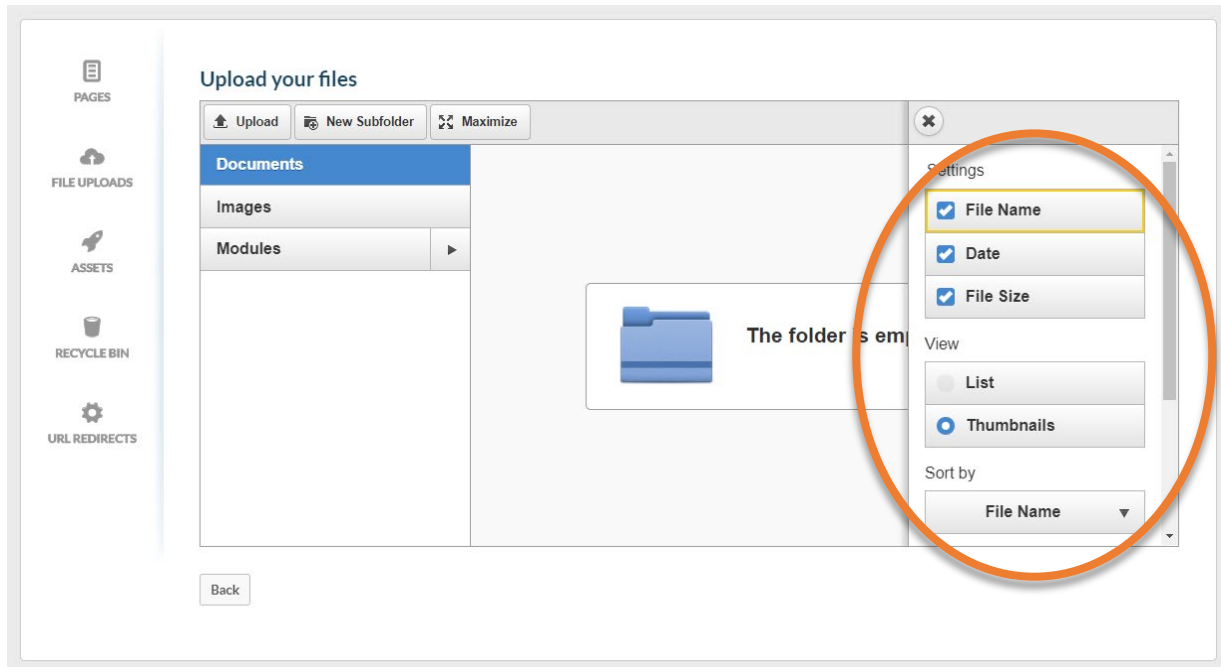 PAGES
FILE UPLOADS
ASSETS
RECYCLE BIN
URL REDIRECTS
Upload your files
Upload New Subfolder Maximize
Documents
Images
Modules
The folder is
Settings
File Name
Date
File Size
View
List
Thumbnails
Sort by
File Name
Back